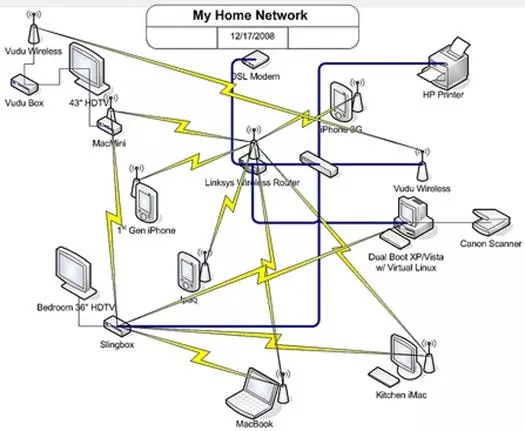 My Home Network
12/17/2008
Vudu Wireless
DSL Modem
Vudu Box
43" HDTV
HP Printer
MacMini
iPhone 3G
Linksys Wireless Router
Vudu Wireless
1st Gen iPhone
Canon Scanner
Dual Boot XP/Vista
w/ Virtual Linux
Ipaq
Bedroom 36" HDTV
Slingbox
Kitchen iMac
MacBook